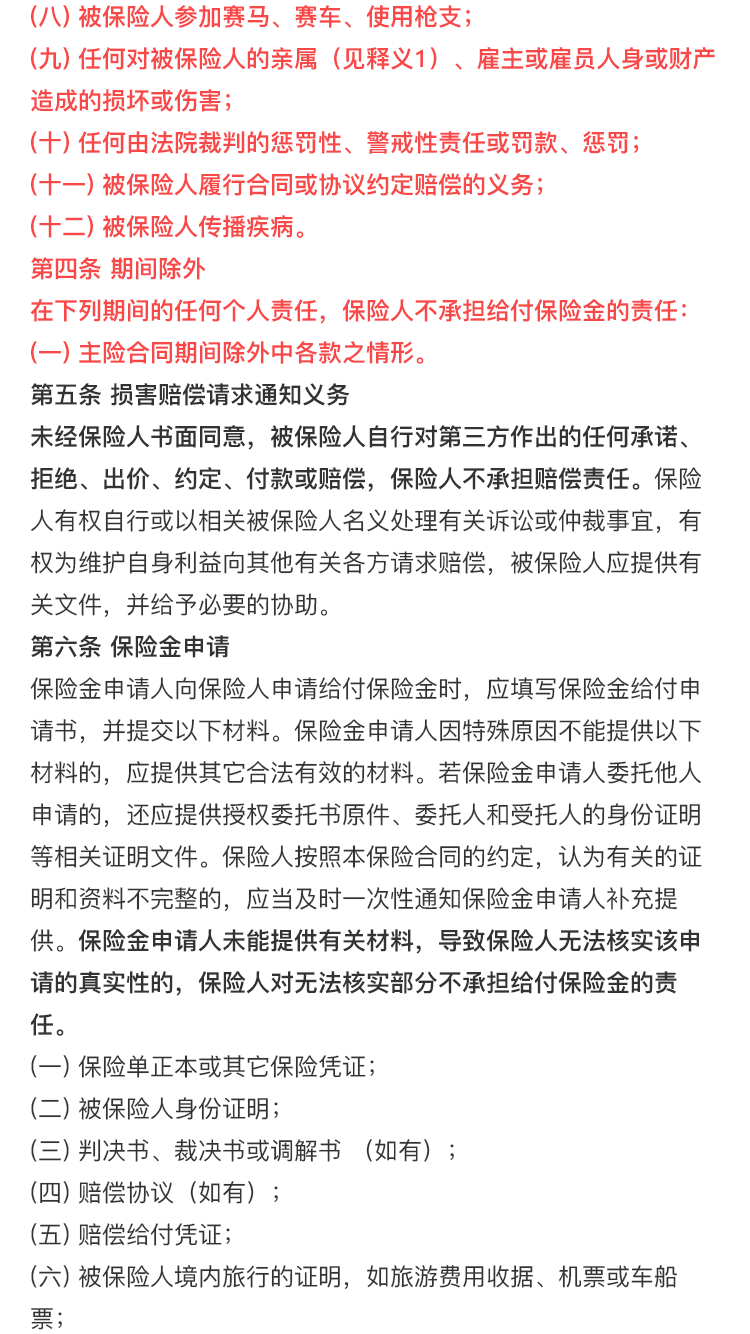 (八) 被保险人参加赛马、赛车、使用枪支；
(九) 任何对被保险人的亲属（见释义1）、雇主或雇员人身或财产
造成的损坏或伤害；
(十) 任何由法院裁判的惩罚性、警戒性责任或罚款、惩罚；
(十一) 被保险人履行合同或协议约定赔偿的义务；
(十二) 被保险人传播疾病。
第四条 期间除外
在下列期间的任何个人责任，保险人不承担给付保险金的责任：
(一) 主险合同期间除外中各款之情形。
第五条 损害赔偿请求通知义务
未经保险人书面同意，被保险人自行对第三方作出的任何承诺、
拒绝、出价、约定、付款或赔偿，保险人不承担赔偿责任。保险
人有权自行或以相关被保险人名义处理有关诉讼或仲裁事宜，有
权为维护自身利益向其他有关各方请求赔偿，被保险人应提供有
关文件，并给予必要的协助。
第六条 保险金申请
保险金申请人向保险人申请给付保险金时，应填写保险金给付申
请书，并提交以下材料。保险金申请人因特殊原因不能提供以下
材料的，应提供其它合法有效的材料。若保险金申请人委托他人
申请的，还应提供授权委托书原件、委托人和受托人的身份证明
等相关证明文件。保险人按照本保险合同的约定，认为有关的证
明和资料不完整的，应当及时一次性通知保险金申请人补充提
供。保险金申请人未能提供有关材料，导致保险人无法核实该申
请的真实性的，保险人对无法核实部分不承担给付保险金的责
任。
(一) 保险单正本或其它保险凭证；
(二) 被保险人身份证明；
(三) 判决书、裁决书或调解书 （如有）；
(四) 赔偿协议（如有）；
(五) 赔偿给付凭证；
(六) 被保险人境内旅行的证明，如旅游费用收据、机票或车船
票；